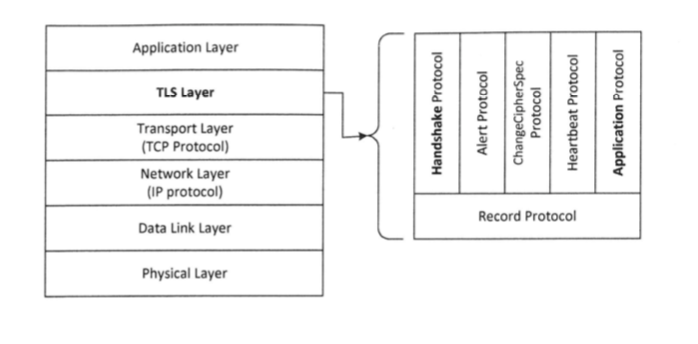 Application Layer
TLS Layer
Transport Layer
(TCP Protocol)
Network Layer
(IP protocol)
Data Link Layer
Physical Layer
Handshake Protocol
Alert Protocol
ChangeCipherSpec
Protocol
Heartbeat Protocol
Application Protocol
Record Protocol